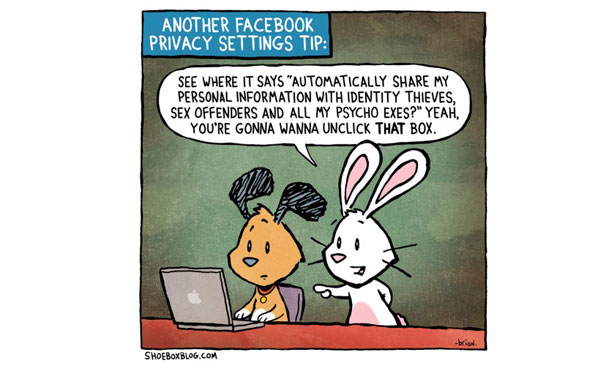 ANOTHER FACEBOOK
PRIVACY SETTINGS TIP:
SEE WHERE IT SAYS "AUTOMATICALLY SHARE MY
PERSONAL INFORMATION WITH IDENTITY THIEVES,
SEX OFFENDERS AND ALL MY PSYCHO EXES?" YEAH,
YOU'RE GONNA WANNA UNCLICK THAT BOX.
-brian.
SHOEBOXBLOG.COM